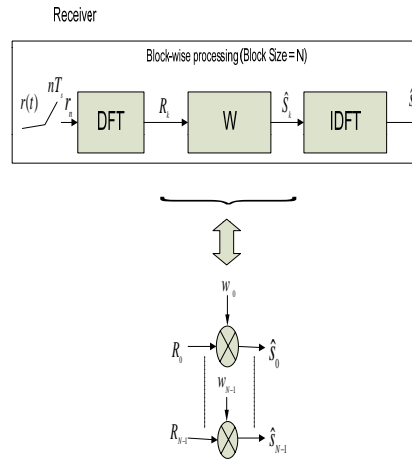 Receiver
Block-wise processing (Block Size = N)
r(t) nT_s r_n DFT R_k W Ŝ_k IDFT ŝ
w_0
R_0 ŝ_0
w_{N-1}
R_{N-1} ŝ_{N-1}